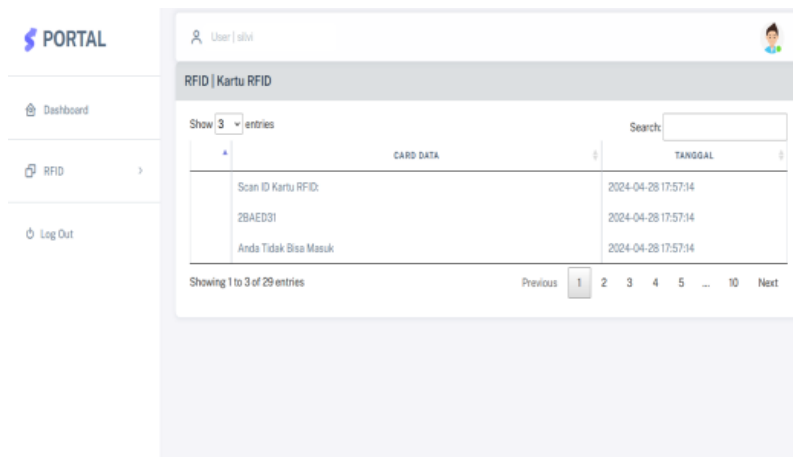 PORTAL
Dashboard
RFID
Log Out
User | silvi
RFID | Kartu RFID
Show 3 entries
Search:
CARD DATA TANGGAL
Scan ID Kartu RFID: 2024-04-28 17:57:14
2BAED31 2024-04-28 17:57:14
Anda Tidak Bisa Masuk 2024-04-28 17:57:14
Showing 1 to 3 of 29 entries
Previous 1 2 3 4 5 ... 10 Next